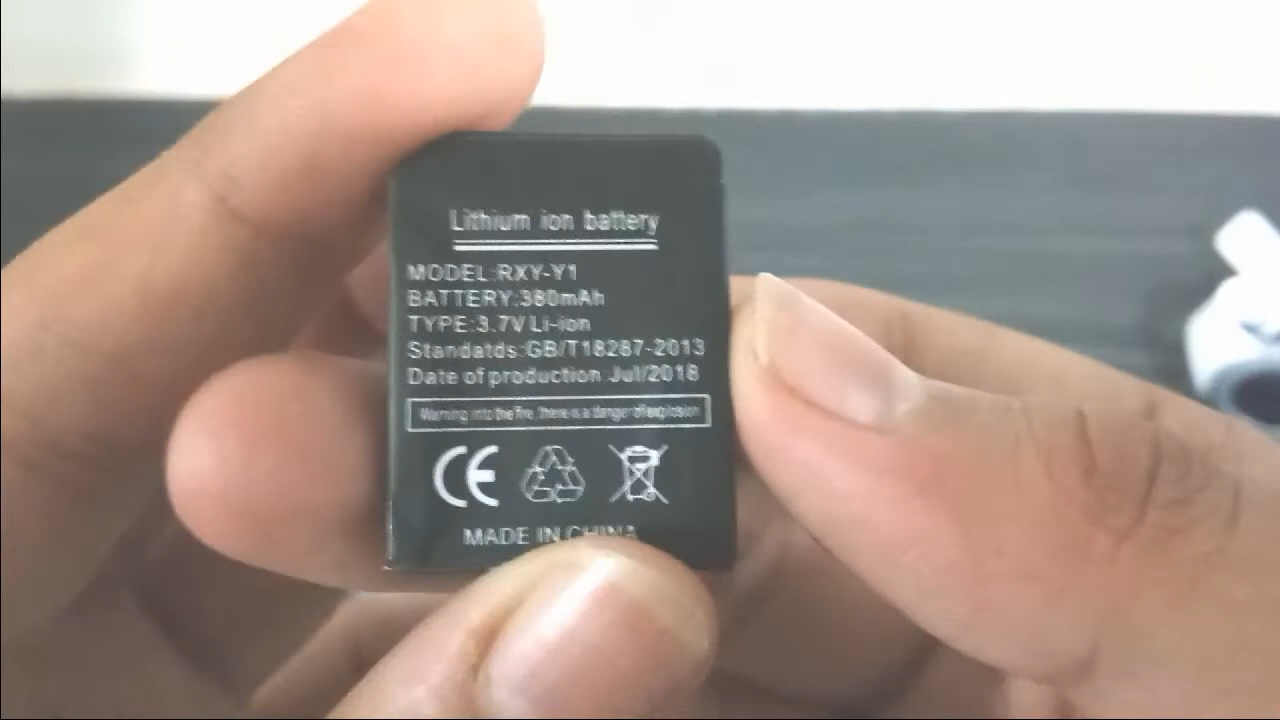 Lithium ion battery
MODEL:RXY-Y1
BATTERY:380mAh
TYPE:3.7V Li-ion
Standatds:GB/T18287-2013
Date of production:Jul/2018
Warning into the fire, there is a danger of explosion
CE
MADE IN CHINA